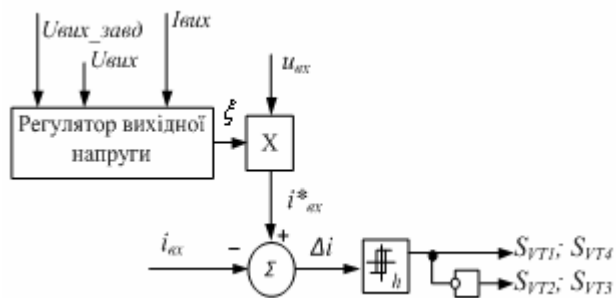 Uвих_завд
Iвих
Uвих
uвх
Регулятор вихідної
напруги
ξ
X
i*вх
iвх
−
+
Σ
Δi
h
SVT1; SVT4
SVT2; SVT3